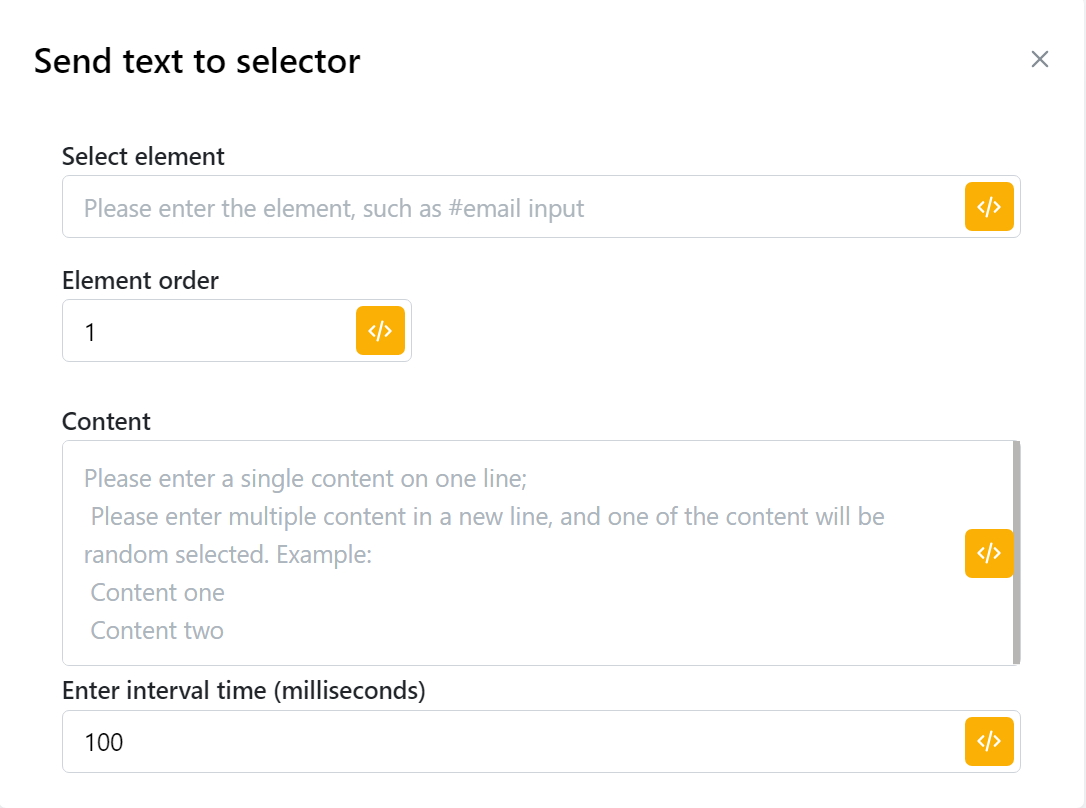 Send text to selector
Select element
Please enter the element, such as #email input
</>
Element order
1
</>
Content
Please enter a single content on one line;
Please enter multiple content in a new line, and one of the content will be
random selected. Example:
</>
Content one
Content two
Enter interval time (milliseconds)
100
</>